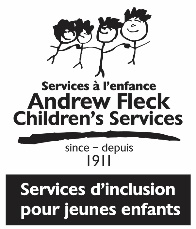 Services à l'enfance
Andrew Fleck
Children's Services
since – depuis
1911
Services d'inclusion
pour jeunes enfants